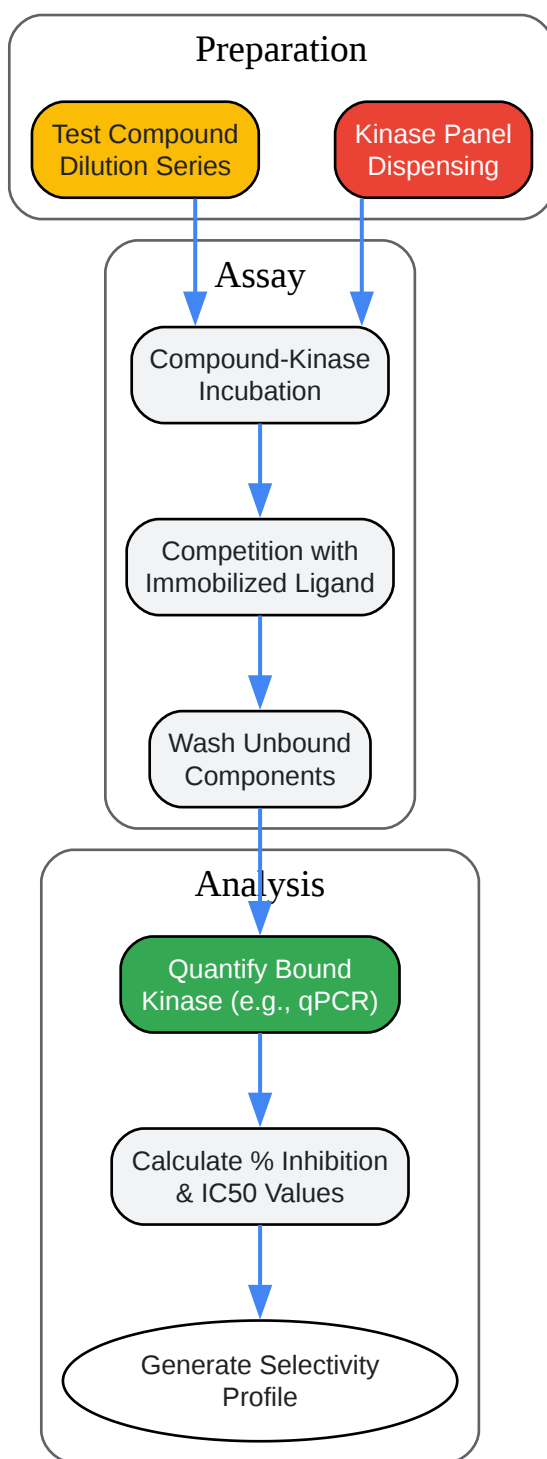 Preparation
Test Compound
Dilution Series
Kinase Panel
Dispensing
Assay
Compound-Kinase
Incubation
Competition with
Immobilized Ligand
Wash Unbound
Components
Analysis
Quantify Bound
Kinase (e.g., qPCR)
Calculate % Inhibition
& IC50 Values
Generate Selectivity
Profile